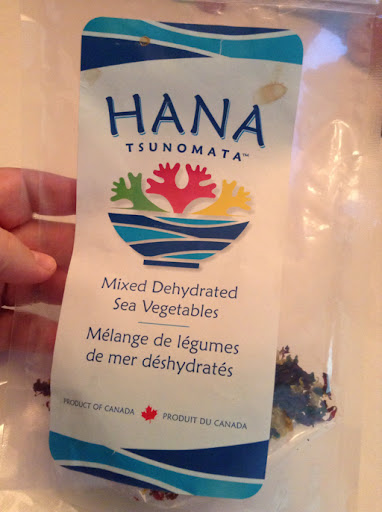 HANA
TSUNOMATA™
Mixed Dehydrated
Sea Vegetables
Mélange de légumes
de mer déshydratés
PRODUCT OF CANADA PRODUIT DU CANADA